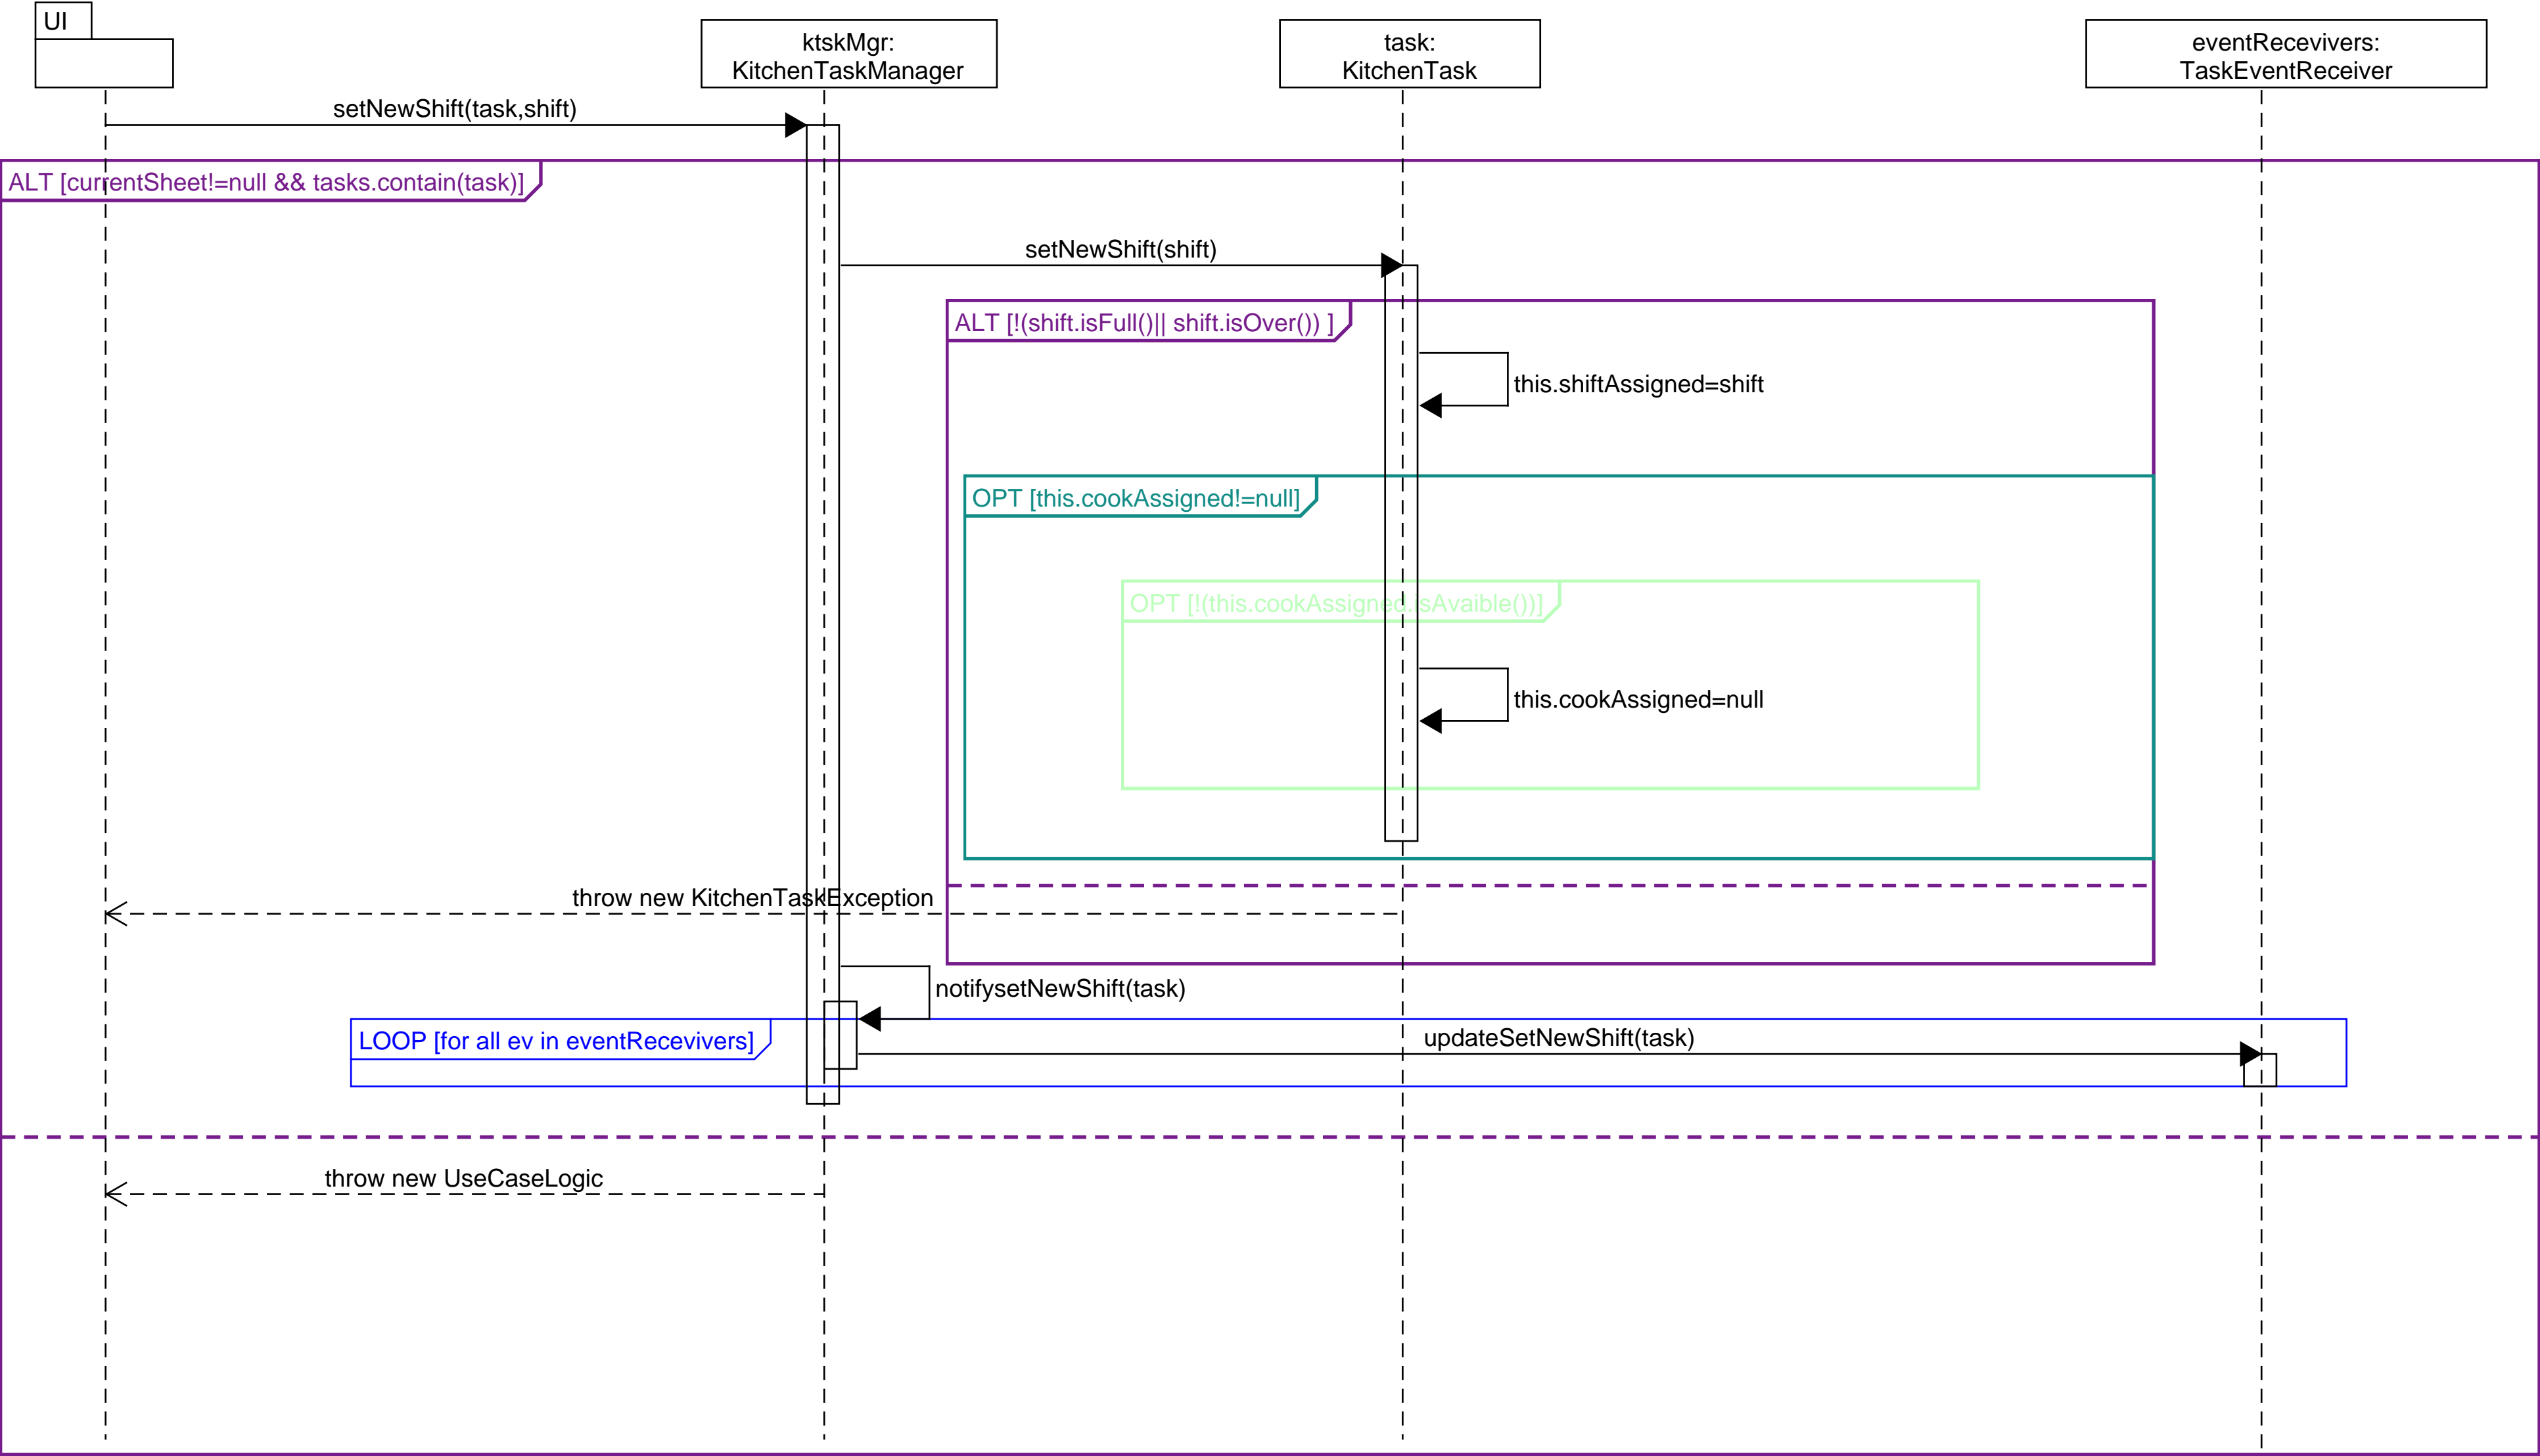 UI
ktskMgr:
KitchenTaskManager
task:
KitchenTask
eventRecevivers:
TaskEventReceiver
setNewShift(task,shift)
ALT [currentSheet!=null && tasks.contain(task)]
setNewShift(shift)
ALT [!(shift.isFull()|| shift.isOver()) ]
this.shiftAssigned=shift
OPT [this.cookAssigned!=null]
OPT [!(this.cookAssigned.isAvaible())]
this.cookAssigned=null
throw new KitchenTaskException
notifysetNewShift(task)
LOOP [for all ev in eventRecevivers]
updateSetNewShift(task)
throw new UseCaseLogic